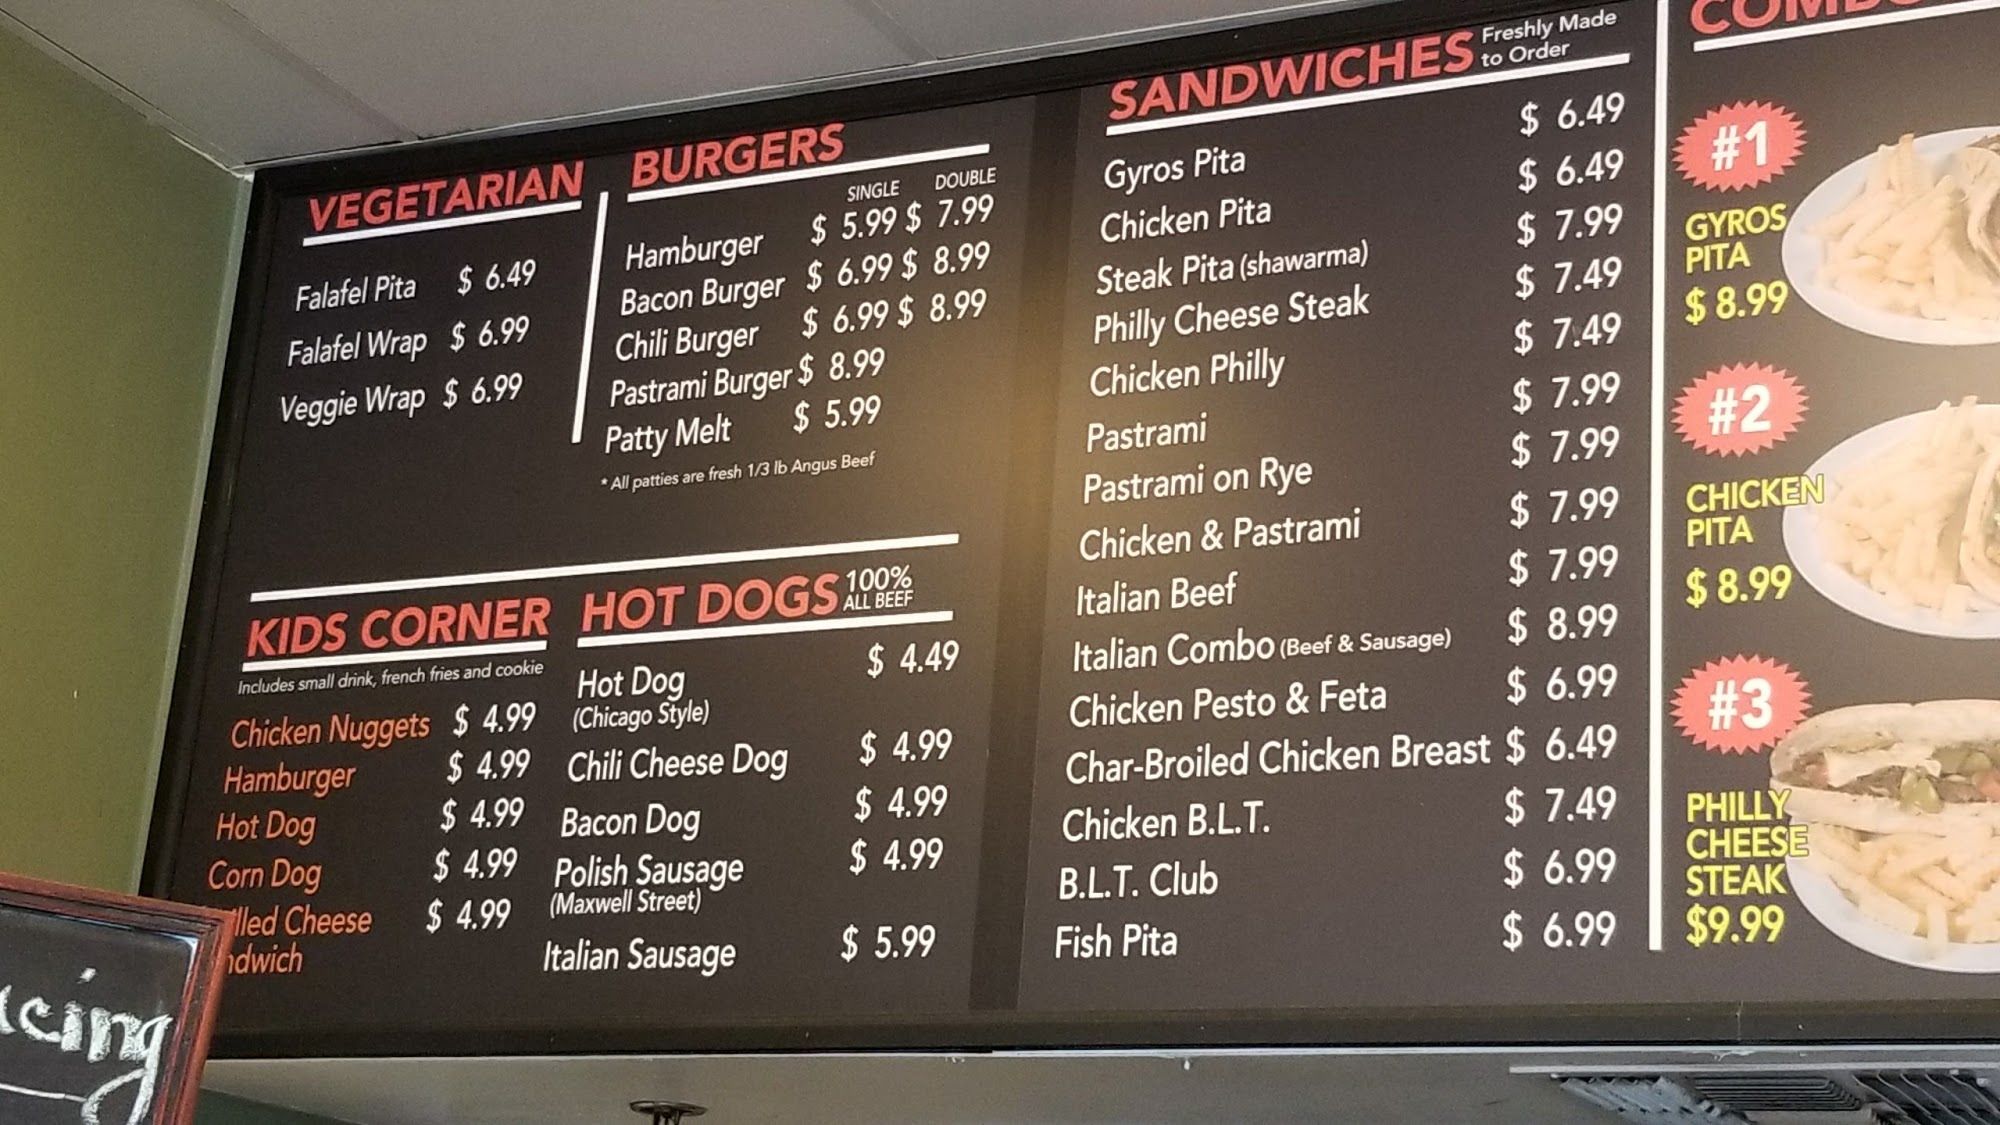 VEGETARIAN
Falafel Pita $ 6.49
Falafel Wrap $ 6.99
Veggie Wrap $ 6.99
BURGERS
SINGLE DOUBLE
Hamburger $ 5.99 $ 7.99
Bacon Burger $ 6.99 $ 8.99
Chili Burger $ 6.99 $ 8.99
Pastrami Burger $ 8.99
Patty Melt $ 5.99
* All patties are fresh 1/3 lb Angus Beef
KIDS CORNER
Includes small drink, french fries and cookie
Chicken Nuggets $ 4.99
Hamburger $ 4.99
Hot Dog $ 4.99
Corn Dog $ 4.99
Cheese $ 4.99
HOT DOGS 100%
ALL BEEF
Hot Dog $ 4.49
(Chicago Style)
Chili Cheese Dog $ 4.99
Bacon Dog $ 4.99
Polish Sausage $ 4.99
(Maxwell Street)
Italian Sausage $ 5.99
SANDWICHES Freshly Made
to Order
Gyros Pita $ 6.49
Chicken Pita $ 6.49
Steak Pita (shawarma) $ 7.99
Philly Cheese Steak $ 7.49
Chicken Philly $ 7.49
Pastrami $ 7.99
Pastrami on Rye $ 7.99
Chicken & Pastrami $ 7.99
Italian Beef $ 7.99
Italian Combo (Beef & Sausage) $ 8.99
Chicken Pesto & Feta $ 6.99
Char-Broiled Chicken Breast $ 6.49
Chicken B.L.T. $ 7.49
B.L.T. Club $ 6.99
Fish Pita $ 6.99
#1
GYROS
PITA
$ 8.99
#2
CHICKEN
PITA
$ 8.99
#3
PHILLY
CHEESE
STEAK
$9.99